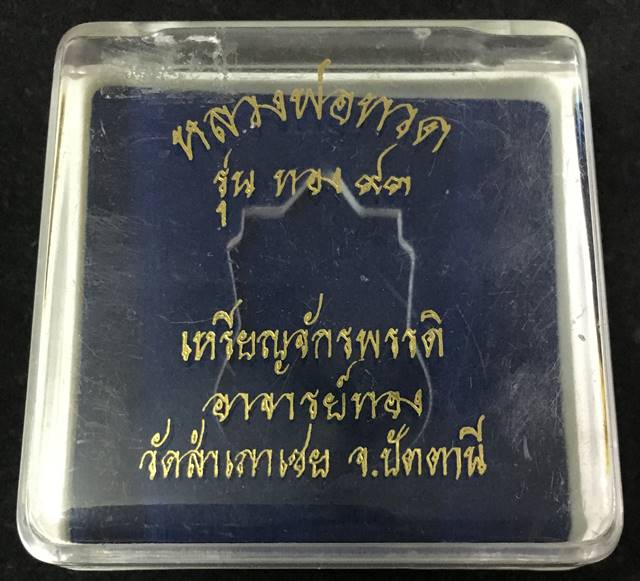 หลวงพ่อทวด
รุ่น ทอง ๙๓
เหรียญจักรพรรดิ
อาจารย์ทอง
วัดสำเภาเชย จ.ปัตตานี